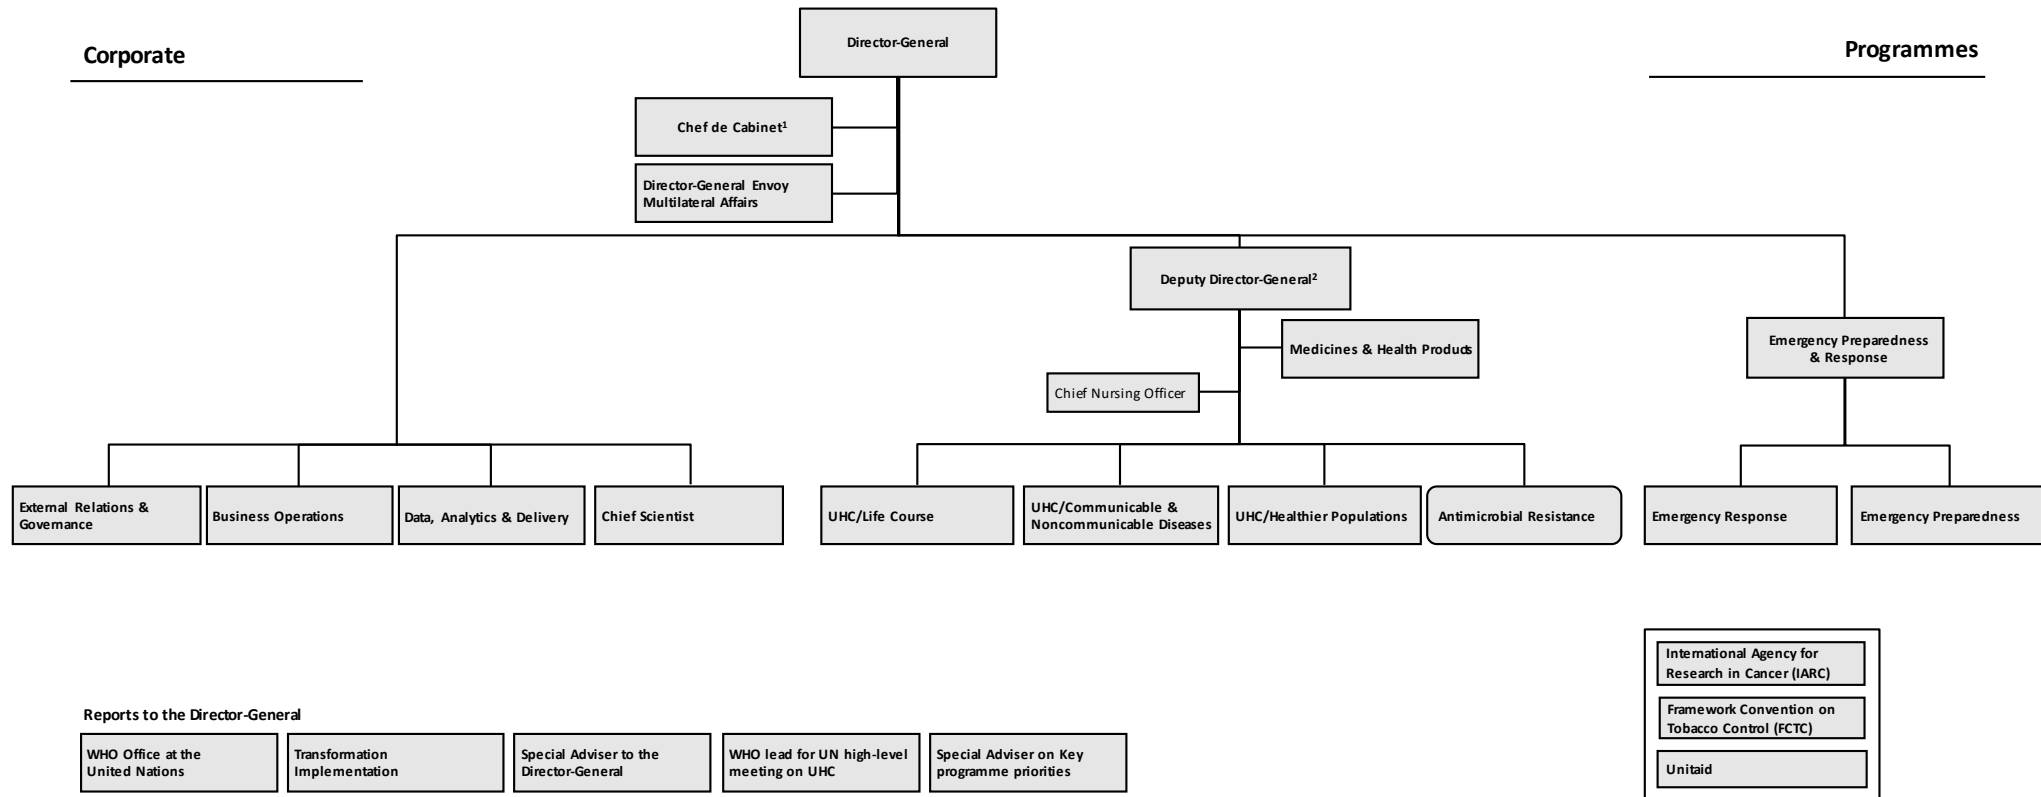 Corporate
Director-General
Programmes
Chef de Cabinet¹
Director-General Envoy
Multilateral Affairs
Deputy Director-General²
Medicines & Health Products
Chief Nursing Officer
Emergency Preparedness
& Response
External Relations &
Governance
Business Operations
Data, Analytics & Delivery
Chief Scientist
UHC/Life Course
UHC/Communicable &
Noncommunicable Diseases
UHC/Healthier Populations
Antimicrobial Resistance
Emergency Response
Emergency Preparedness
Reports to the Director-General
WHO Office at the
United Nations
Transformation
Implementation
Special Adviser to the
Director-General
WHO lead for UN high-level
meeting on UHC
Special Adviser on Key
programme priorities
International Agency for
Research in Cancer (IARC)
Framework Convention on
Tobacco Control (FCTC)
Unitaid